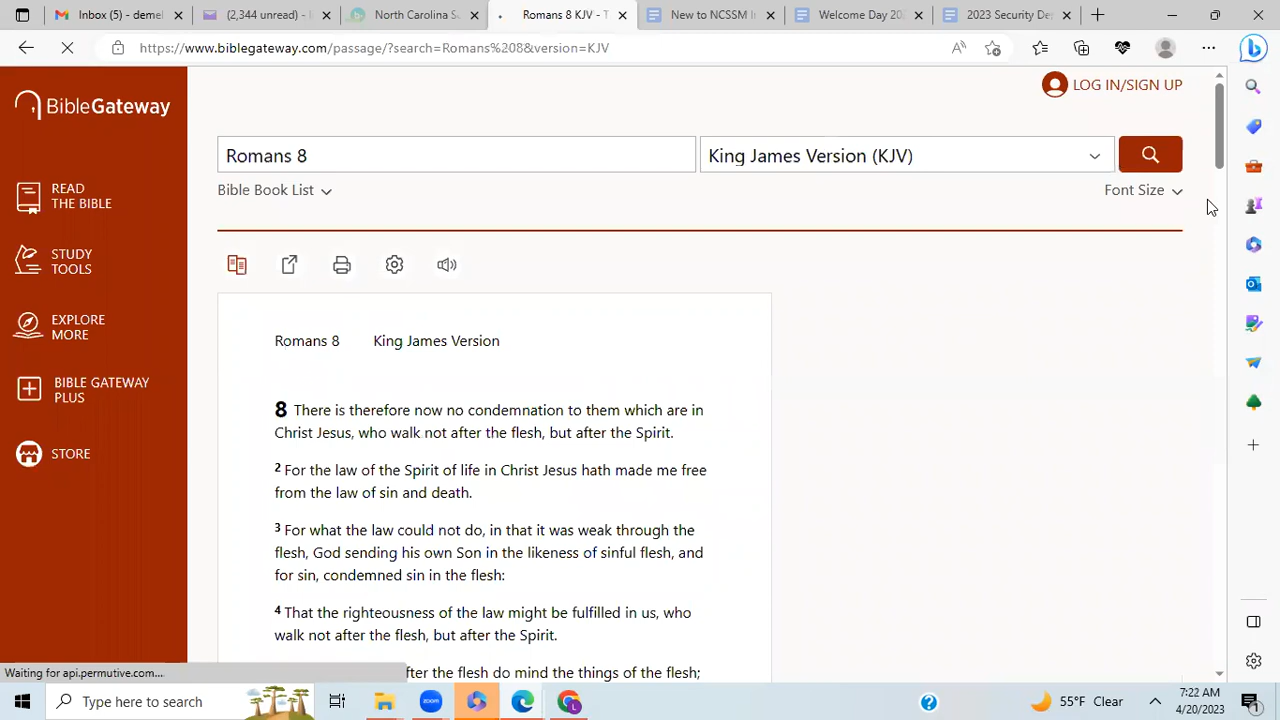 (2,344 unread) -
North Carolina S
Romans 8 KJV - T
New to NCSSM I
Welcome Day 202
2023 Security De
https://www.biblegateway.com/passage/?search=Romans%208&version=KJV
BibleGateway
LOG IN/SIGN UP
Romans 8
King James Version (KJV)
Bible Book List
Font Size
READ
THE BIBLE
STUDY
TOOLS
EXPLORE
MORE
BIBLE GATEWAY
PLUS
STORE
Romans 8 King James Version
8 There is therefore now no condemnation to them which are in
Christ Jesus, who walk not after the flesh, but after the Spirit.
2 For the law of the Spirit of life in Christ Jesus hath made me free
from the law of sin and death.
3 For what the law could not do, in that it was weak through the
flesh, God sending his own Son in the likeness of sinful flesh, and
for sin, condemned sin in the flesh:
4 That the righteousness of the law might be fulfilled in us, who
walk not after the flesh, but after the Spirit.
fter the flesh do mind the things of the flesh;
Waiting for api.permutive.com...
Type here to search
zoom
55°F Clear
7:22 AM
4/20/2023